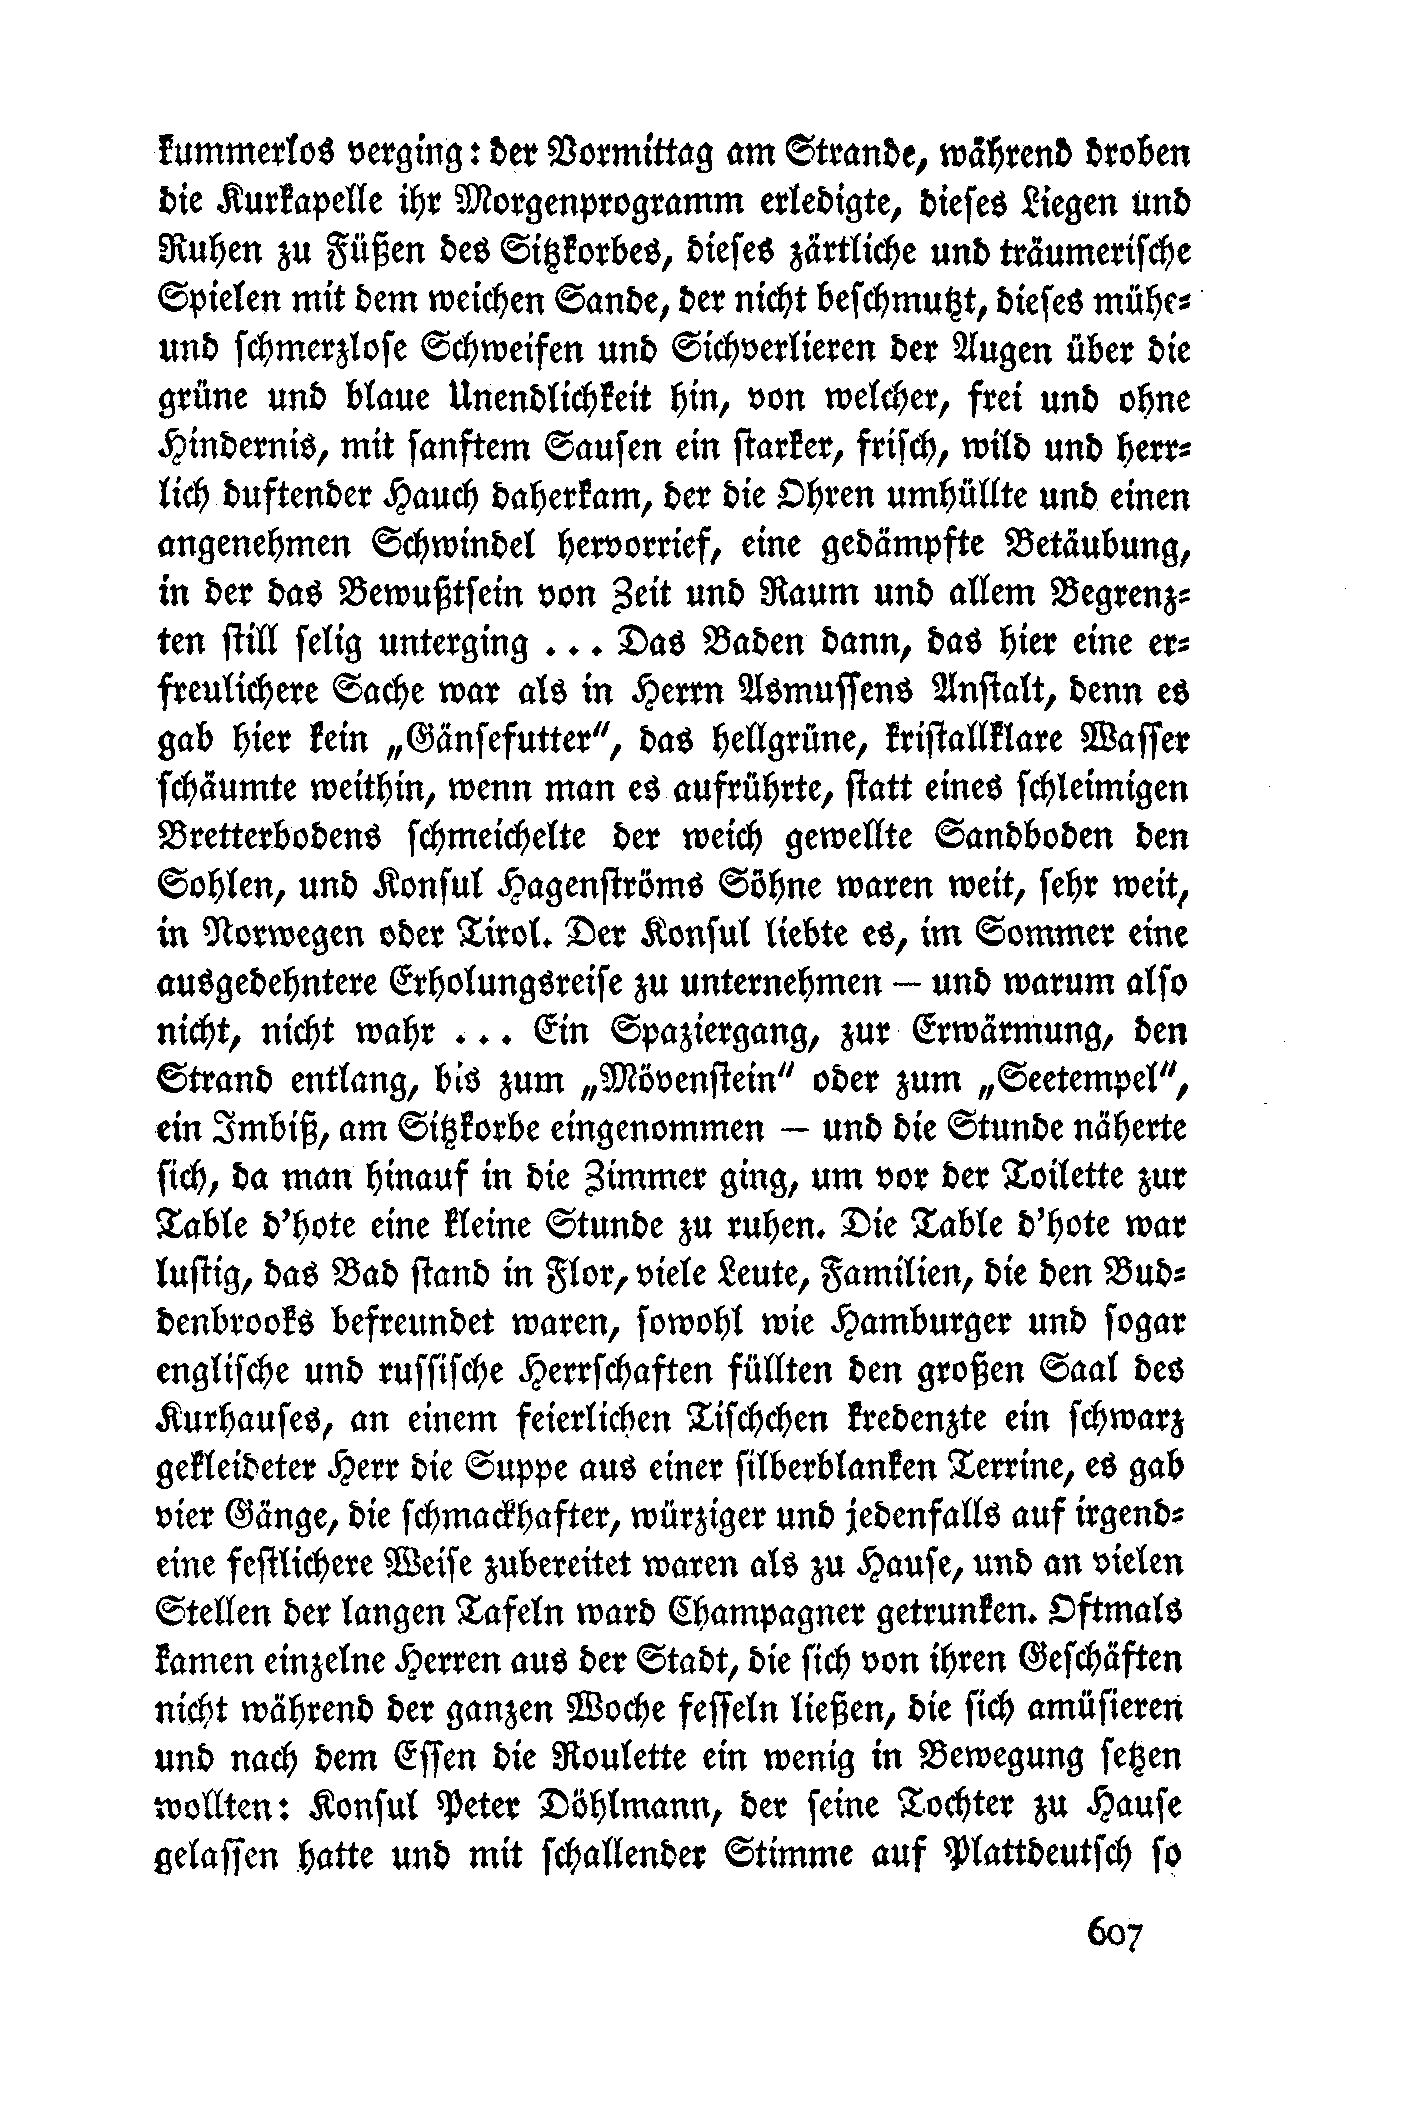 kummerlos verging: der Vormittag am Strande, während droben
die Kurkapelle ihr Morgenprogramm erledigte, dieses Liegen und
Ruhen zu Füßen des Sitzkorbes, dieses zärtliche und träumerische
Spielen mit dem weichen Sande, der nicht beschmutzt, dieses mühe-
und schmerzlose Schweifen und Sichverlieren der Augen über die
grüne und blaue Unendlichkeit hin, von welcher, frei und ohne
Hindernis, mit sanftem Sausen ein starker, frisch, wild und herr-
lich duftender Hauch daherkam, der die Ohren umhüllte und einen
angenehmen Schwindel hervorrief, eine gedämpfte Betäubung,
in der das Bewußtsein von Zeit und Raum und allem Begrenz-
ten still selig unterging ... Das Baden dann, das hier eine er-
freulichere Sache war als in Herrn Asmussens Anstalt, denn es
gab hier kein „Gänsefutter“, das hellgrüne, kristallklare Wasser
schäumte weithin, wenn man es aufrührte, statt eines schleimigen
Bretterbodens schmeichelte der weich gewellte Sandboden den
Sohlen, und Konsul Hagenströms Söhne waren weit, sehr weit,
in Norwegen oder Tirol. Der Konsul liebte es, im Sommer eine
ausgedehntere Erholungsreise zu unternehmen — und warum also
nicht, nicht wahr ... Ein Spaziergang, zur Erwärmung, den
Strand entlang, bis zum „Mövenstein“ oder zum „Seetempel“,
ein Imbiß, am Sitzkorbe eingenommen — und die Stunde näherte
sich, da man hinauf in die Zimmer ging, um vor der Toilette zur
Table d'hote eine kleine Stunde zu ruhen. Die Table d'hote war
lustig, das Bad stand in Flor, viele Leute, Familien, die den Bud-
denbrooks befreundet waren, sowohl wie Hamburger und sogar
englische und russische Herrschaften füllten den großen Saal des
Kurhauses, an einem feierlichen Tischchen kredenzte ein schwarz
gekleideter Herr die Suppe aus einer silberblanken Terrine, es gab
vier Gänge, die schmackhafter, würziger und jedenfalls auf irgend-
eine festlichere Weise zubereitet waren als zu Hause, und an vielen
Stellen der langen Tafeln ward Champagner getrunken. Oftmals
kamen einzelne Herren aus der Stadt, die sich von ihren Geschäften
nicht während der ganzen Woche fesseln ließen, die sich amüsieren
und nach dem Essen die Roulette ein wenig in Bewegung setzen
wollten: Konsul Peter Döhlmann, der seine Tochter zu Hause
gelassen hatte und mit schallender Stimme auf Plattdeutsch so
607